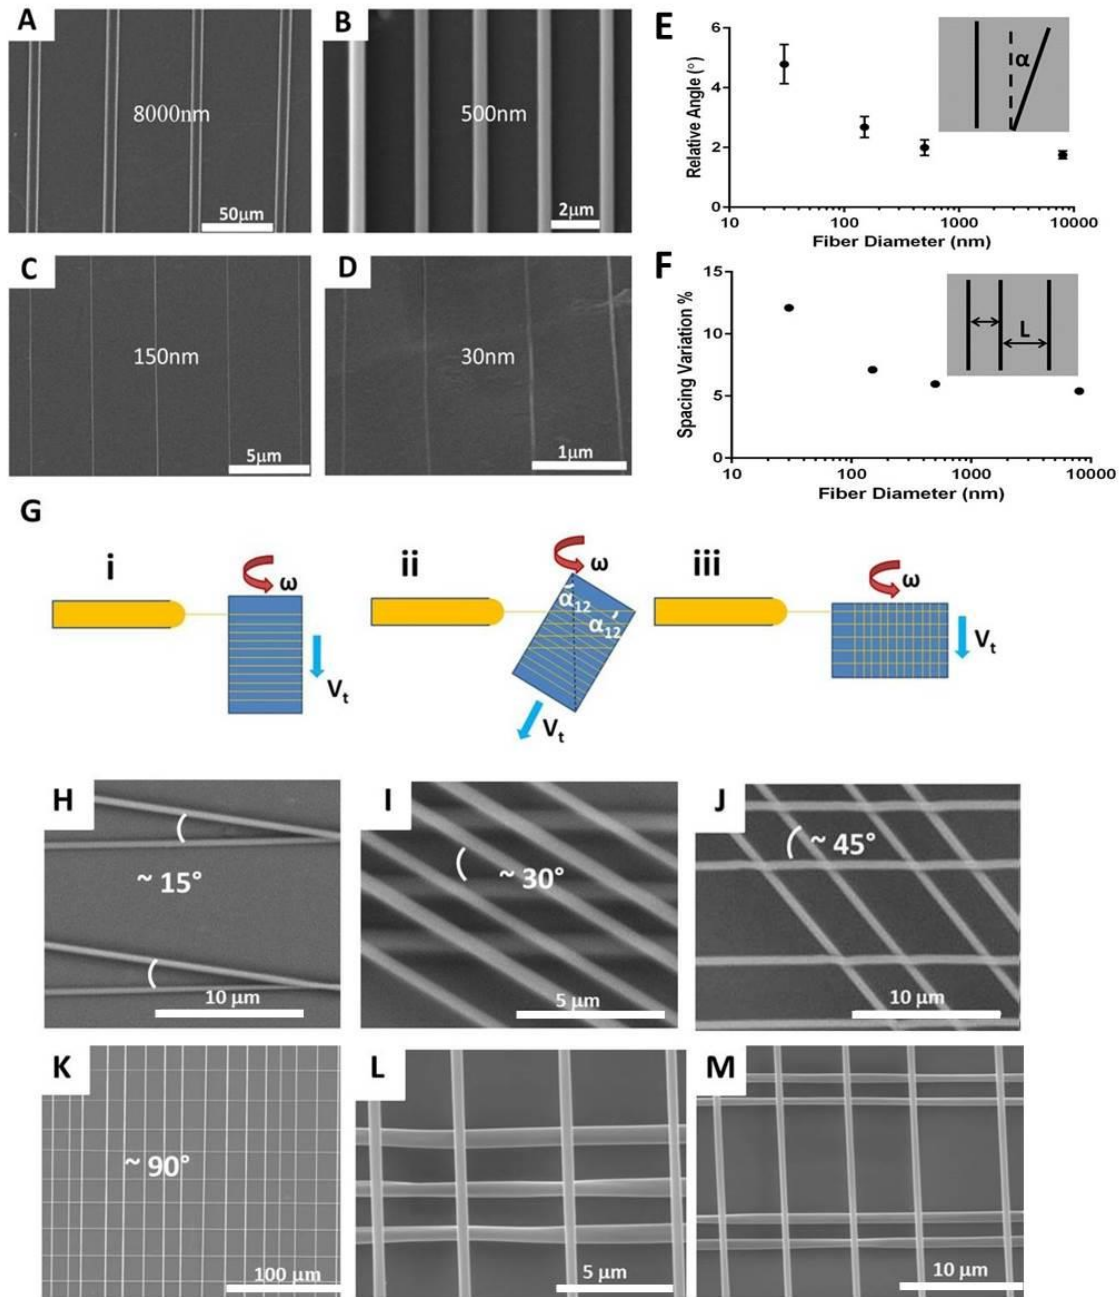 A
8000nm
50μm
B
500nm
2μm
C
150nm
5μm
D
30nm
1μm
E
Relative Angle (°)
6
4
2
0
10
100
1000
10000
Fiber Diameter (nm)
α
F
Spacing Variation %
15
10
5
0
10
100
1000
10000
Fiber Diameter (nm)
L
G
i
ω
Vt
ii
ω
α12
α12
Vt
iii
ω
Vt
H
~ 15°
10 μm
I
~ 30°
5 μm
J
~ 45°
10 μm
K
~ 90°
100 μm
L
5 μm
M
10 μm